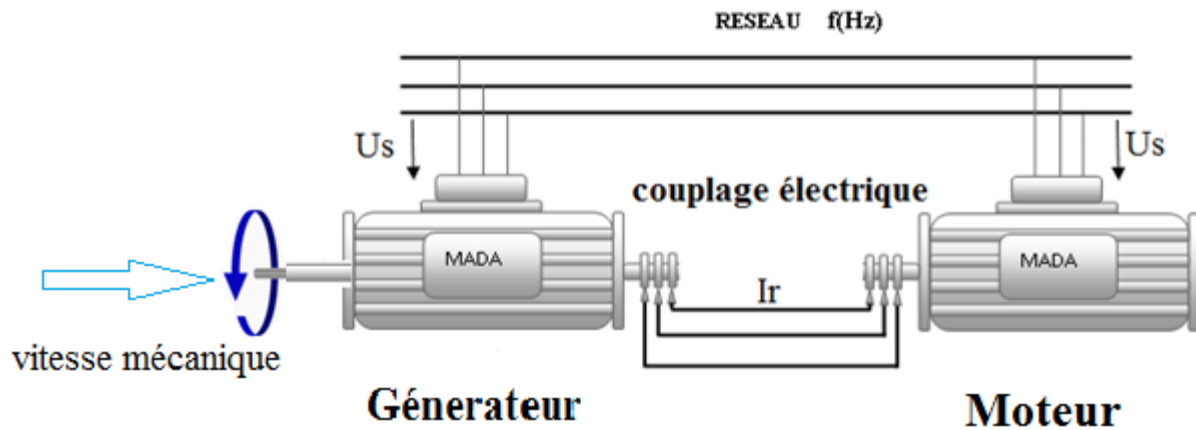 RESEAU f(Hz)
Us
Us
couplage électrique
MADA
MADA
Ir
vitesse mécanique
Génerateur
Moteur